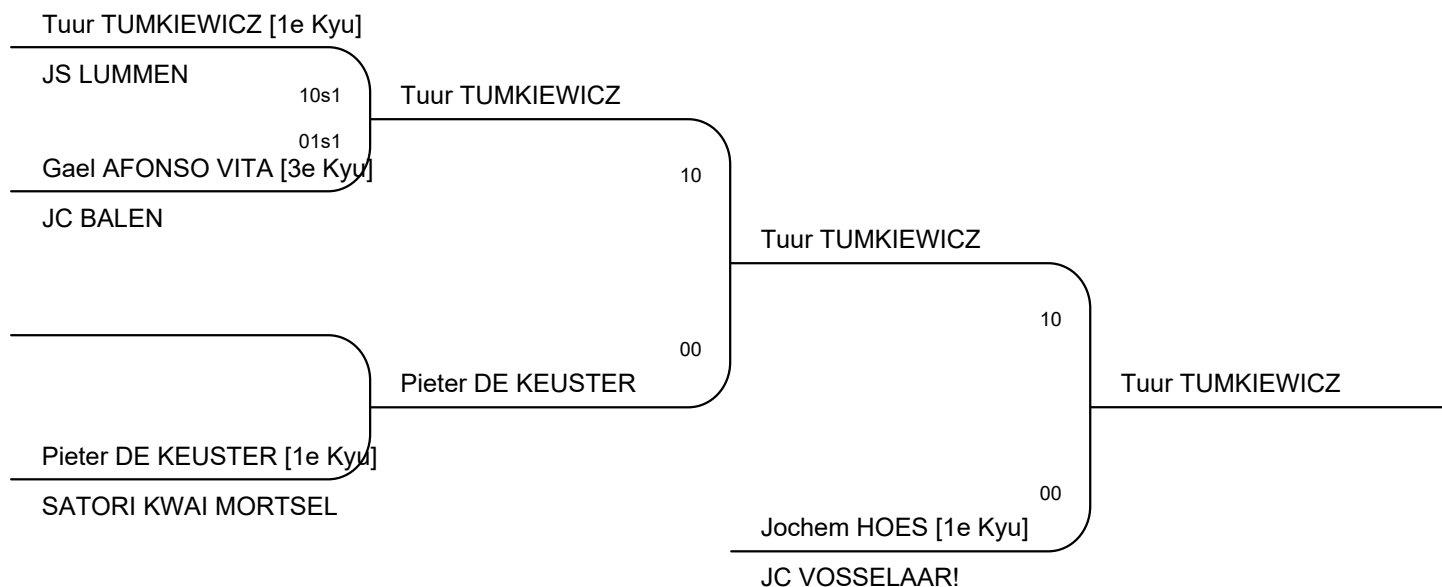 Tuur TUMKIEWICZ [1e Kyu]
JS LUMMEN
10s1
Tuur TUMKIEWICZ
01s1
Gael AFONSO VITA [3e Kyu]
10
JC BALEN
Tuur TUMKIEWICZ
10
00
Pieter DE KEUSTER
Tuur TUMKIEWICZ
Pieter DE KEUSTER [1e Kyu]
SATORI KWAI MORTSEL
00
Jochem HOES [1e Kyu]
JC VOSSELAAR!